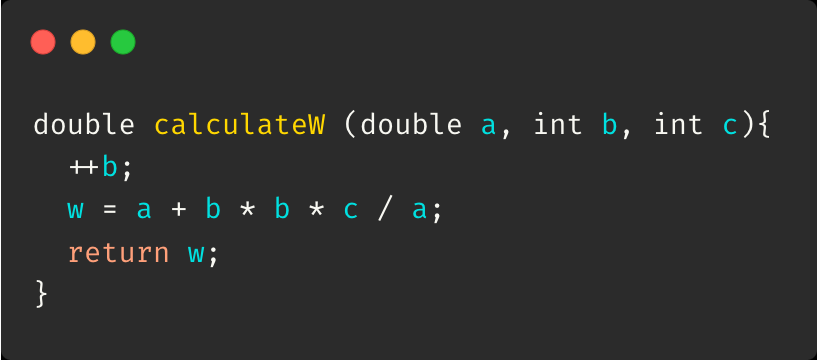 double calculateW (double a, int b, int c){
++b;
w = a + b * b * c / a;
return w;
}